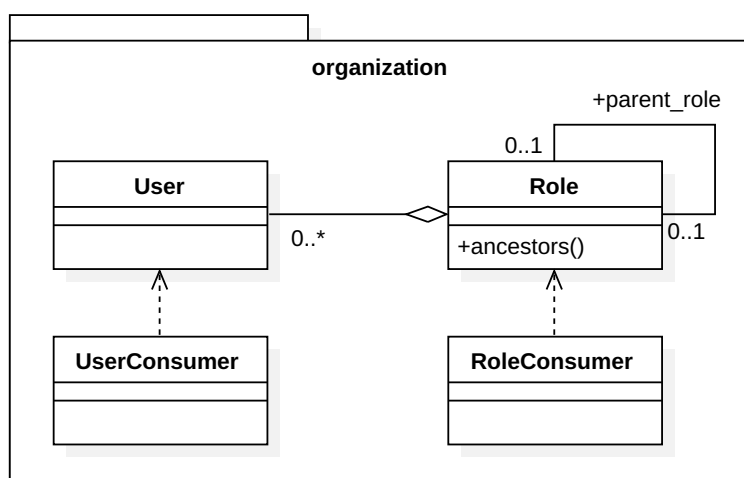 organization
+parent_role
0..1
User
Role
0..*
0..1
+ancestors()
UserConsumer
RoleConsumer